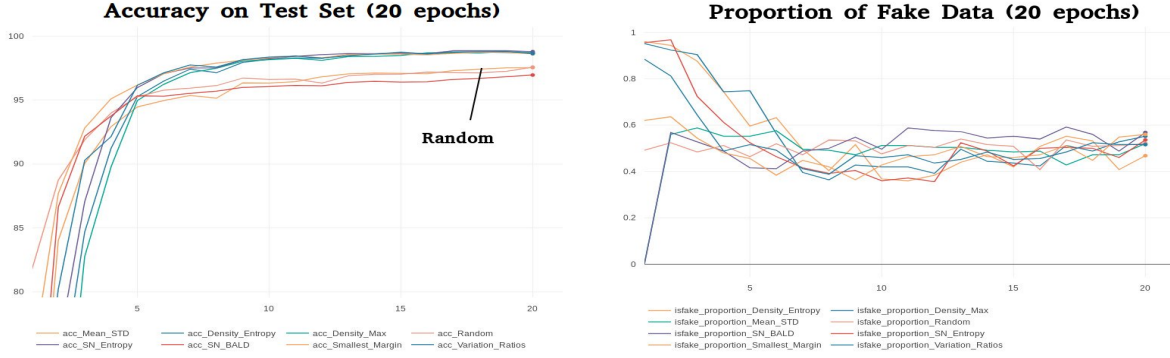 Accuracy on Test Set (20 epochs)
100
95
90
85
80
5
10
15
20
Random
acc_Mean_STD
acc_Density_Entropy
acc_Density_Max
acc_Random
acc_SN_Entropy
acc_SN_BALD
acc_Smallest_Margin
acc_Variation_Ratios
Proportion of Fake Data (20 epochs)
1
0.8
0.6
0.4
0.2
0
5
10
15
20
isfake_proportion_Density_Entropy
isfake_proportion_Density_Max
isfake_proportion_Mean_STD
isfake_proportion_Random
isfake_proportion_SN_BALD
isfake_proportion_SN_Entropy
isfake_proportion_Smallest_Margin
isfake_proportion_Variation_Ratios